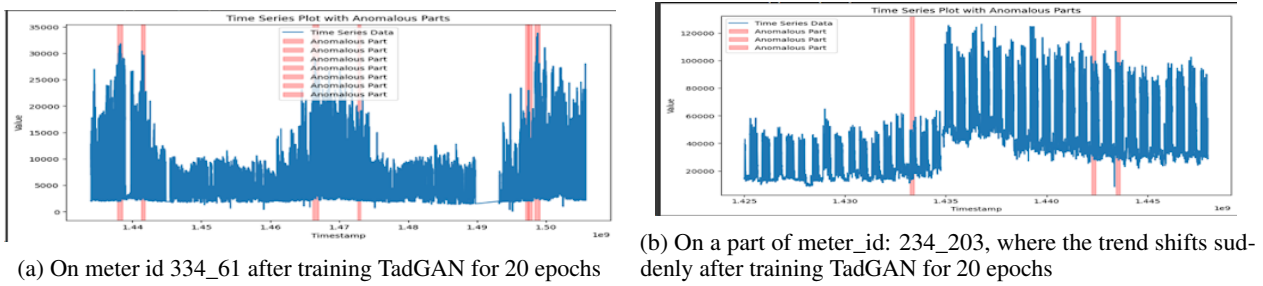 Time Series Plot with Anomalous Parts
35000
30000
25000
20000
15000
10000
5000
0
Value
Time Series Data
Anomalous Part
Anomalous Part
Anomalous Part
Anomalous Part
Anomalous Part
Anomalous Part
Anomalous Part
1.44 1.45 1.46 1.47 1.48 1.49 1.50
Timestamp
1e9
(a) On meter id 334_61 after training TadGAN for 20 epochs
Time Series Plot with Anomalous Parts
120000
100000
80000
60000
40000
20000
Value
Time Series Data
Anomalous Part
Anomalous Part
Anomalous Part
1.425 1.430 1.435 1.440 1.445
Timestamp
1e9
(b) On a part of meter_id: 234_203, where the trend shifts sud-
denly after training TadGAN for 20 epochs